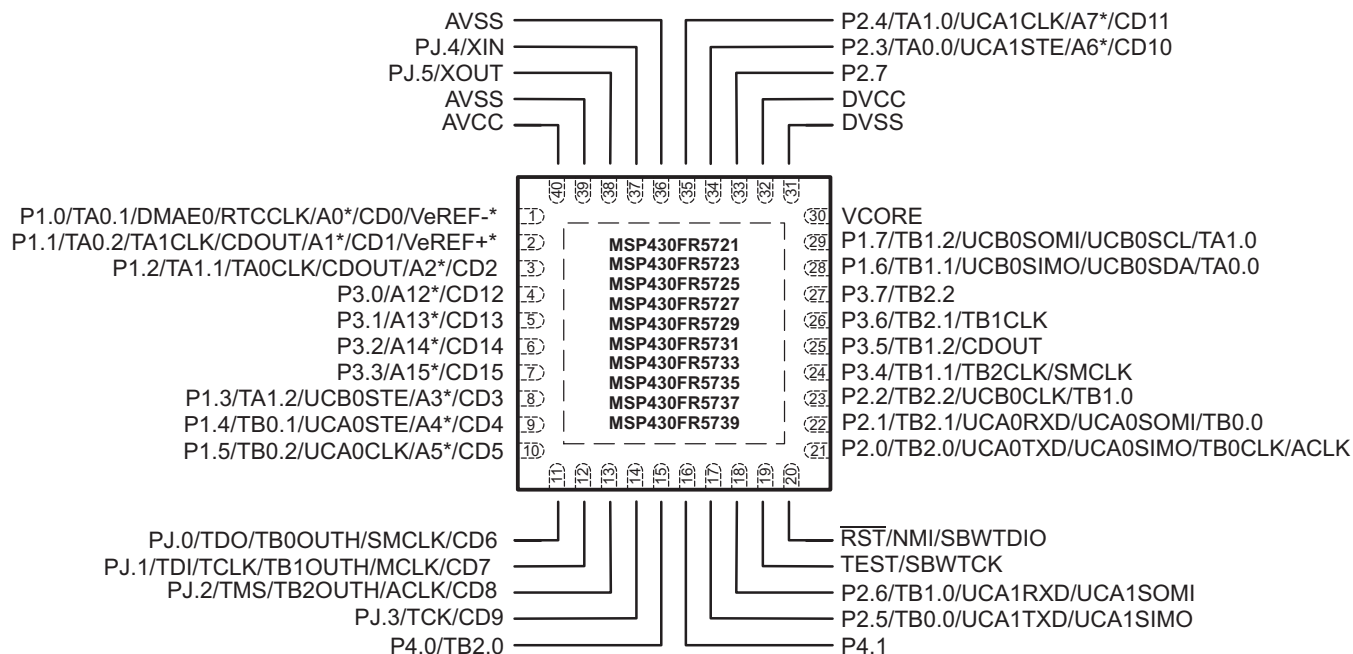 AVSS
PJ.4/XIN
PJ.5/XOUT
AVSS
AVCC
P2.4/TA1.0/UCA1CLK/A7*/CD11
P2.3/TA0.0/UCA1STE/A6*/CD10
P2.7
DVCC
DVSS
40 39 38 37 36 35 34 33 32 31
P1.0/TA0.1/DMAE0/RTCCLK/A0*/CD0/VeREF-* 1
P1.1/TA0.2/TA1CLK/CDOUT/A1*/CD1/VeREF+* 2
P1.2/TA1.1/TA0CLK/CDOUT/A2*/CD2 3
P3.0/A12*/CD12 4
P3.1/A13*/CD13 5
P3.2/A14*/CD14 6
P3.3/A15*/CD15 7
P1.3/TA1.2/UCB0STE/A3*/CD3 8
P1.4/TB0.1/UCA0STE/A4*/CD4 9
P1.5/TB0.2/UCA0CLK/A5*/CD5 10
MSP430FR5721
MSP430FR5723
MSP430FR5725
MSP430FR5727
MSP430FR5729
MSP430FR5731
MSP430FR5733
MSP430FR5735
MSP430FR5737
MSP430FR5739
30 VCORE
29 P1.7/TB1.2/UCB0SOMI/UCB0SCL/TA1.0
28 P1.6/TB1.1/UCB0SIMO/UCB0SDA/TA0.0
27 P3.7/TB2.2
26 P3.6/TB2.1/TB1CLK
25 P3.5/TB1.2/CDOUT
24 P3.4/TB1.1/TB2CLK/SMCLK
23 P2.2/TB2.2/UCB0CLK/TB1.0
22 P2.1/TB2.1/UCA0RXD/UCA0SOMI/TB0.0
21 P2.0/TB2.0/UCA0TXD/UCA0SIMO/TB0CLK/ACLK
11 12 13 14 15 16 17 18 19 20
PJ.0/TDO/TB0OUTH/SMCLK/CD6
PJ.1/TDI/TCLK/TB1OUTH/MCLK/CD7
PJ.2/TMS/TB2OUTH/ACLK/CD8
PJ.3/TCK/CD9
P4.0/TB2.0
RST/NMI/SBWTDIO
TEST/SBWTCK
P2.6/TB1.0/UCA1RXD/UCA1SOMI
P2.5/TB0.0/UCA1TXD/UCA1SIMO
P4.1